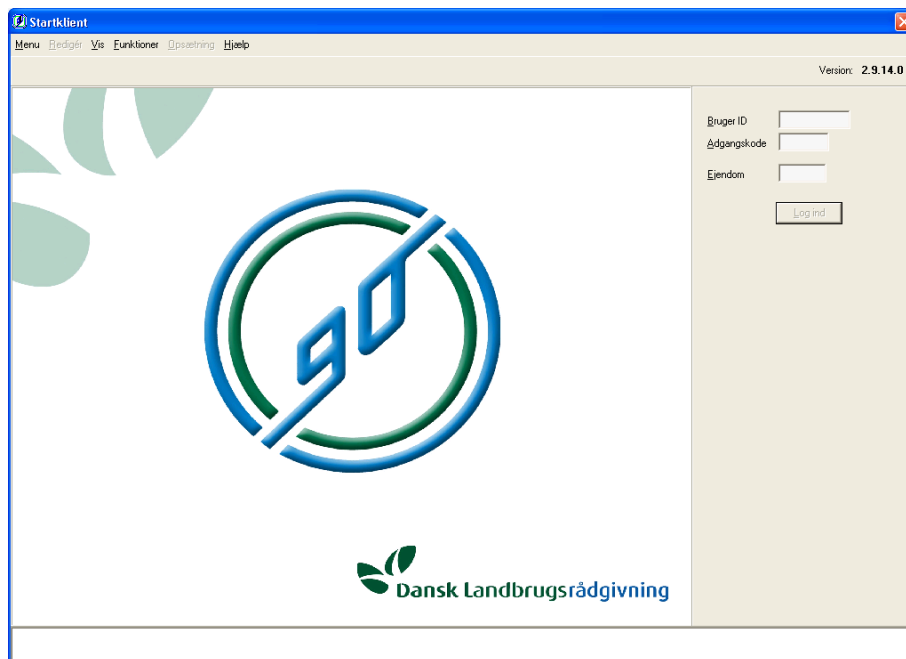 Startklient
Menu Redigér Vis Funktioner Opsætning Hjælp
Version: 2.9.14.0
Bruger ID
Adgangskode
Ejendom
Log ind
Dansk Landbrugsrådgivning